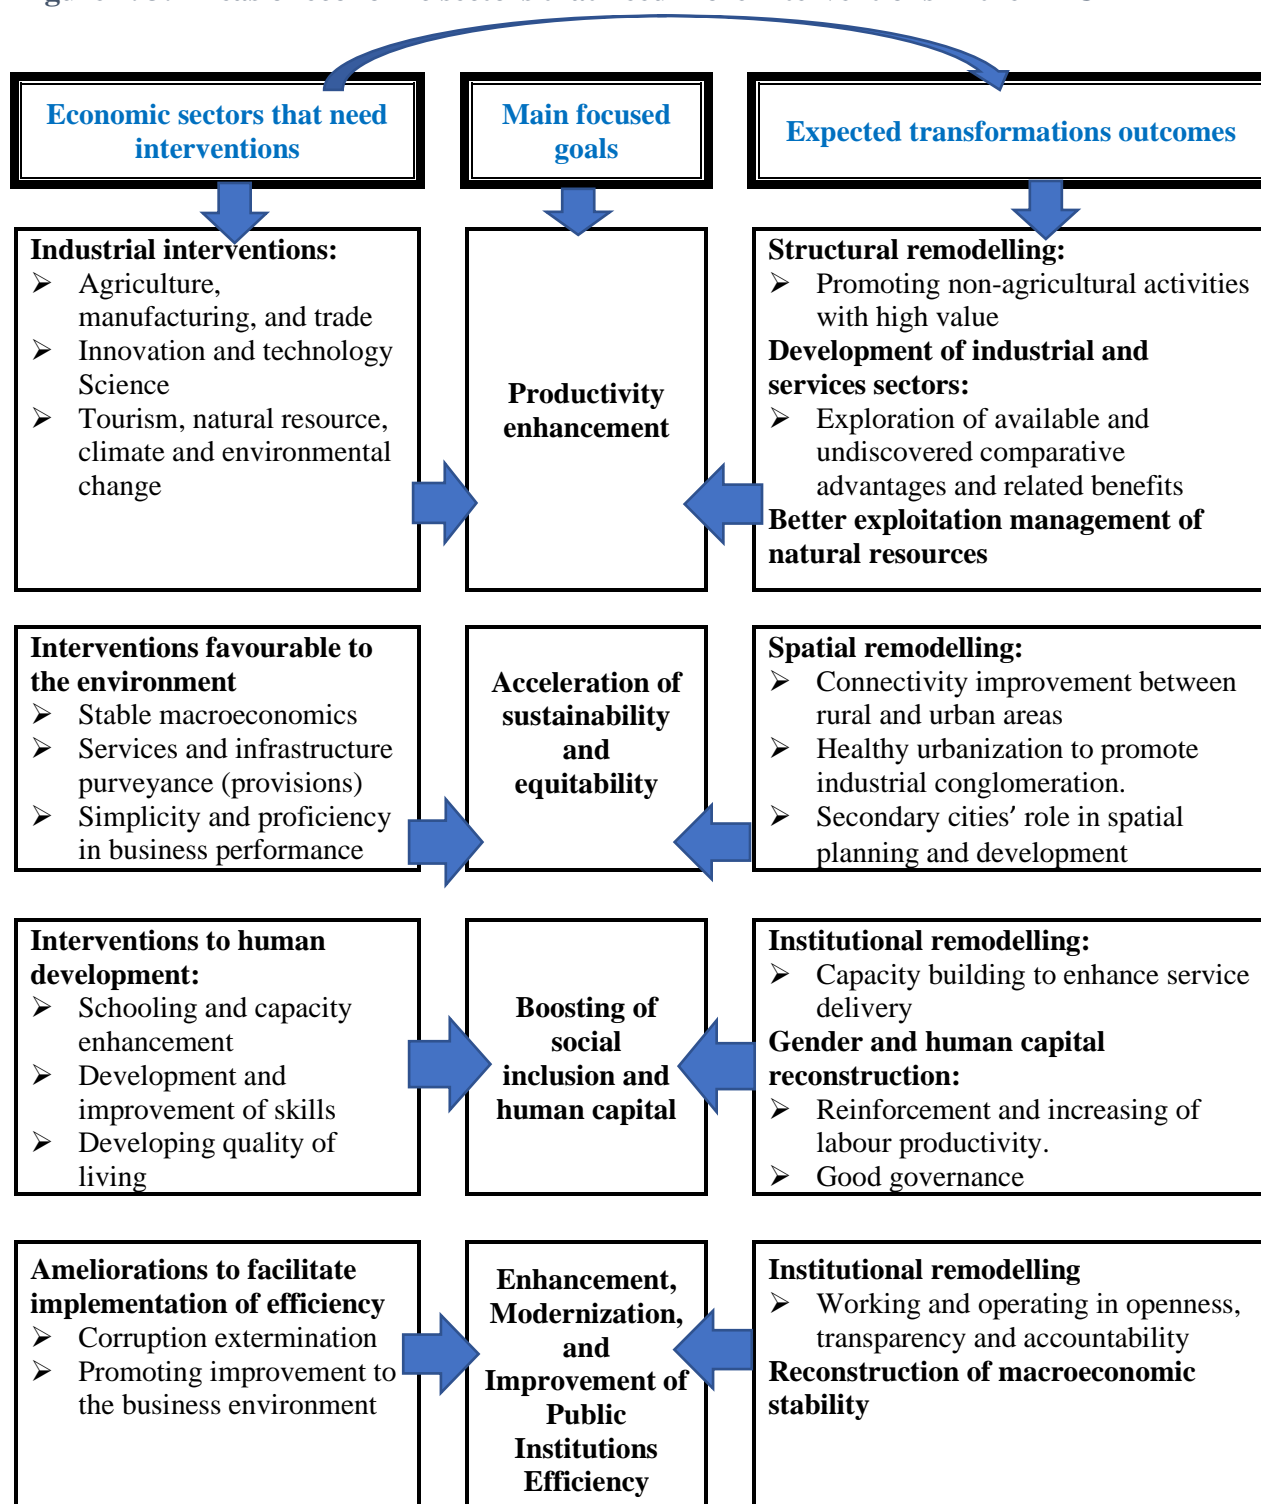 Economic sectors that need
interventions
Main focused
goals
Expected transformations outcomes
Industrial interventions:
➢ Agriculture,
manufacturing, and trade
➢ Innovation and technology
Science
➢ Tourism, natural resource,
climate and environmental
change
Productivity
enhancement
Structural remodelling:
➢ Promoting non-agricultural activities
with high value
Development of industrial and
services sectors:
➢ Exploration of available and
undiscovered comparative
advantages and related benefits
Better exploitation management of
natural resources
Interventions favourable to
the environment
➢ Stable macroeconomics
➢ Services and infrastructure
purveyance (provisions)
➢ Simplicity and proficiency
in business performance
Acceleration of
sustainability
and
equitability
Spatial remodelling:
➢ Connectivity improvement between
rural and urban areas
➢ Healthy urbanization to promote
industrial conglomeration.
➢ Secondary cities’ role in spatial
planning and development
Interventions to human
development:
➢ Schooling and capacity
enhancement
➢ Development and
improvement of skills
➢ Developing quality of
living
Boosting of
social
inclusion and
human capital
Institutional remodelling:
➢ Capacity building to enhance service
delivery
Gender and human capital
reconstruction:
➢ Reinforcement and increasing of
labour productivity.
➢ Good governance
Ameliorations to facilitate
implementation of efficiency
➢ Corruption extermination
➢ Promoting improvement to
the business environment
Enhancement,
Modernization,
and
Improvement of
Public
Institutions
Efficiency
Institutional remodelling
➢ Working and operating in openness,
transparency and accountability
Reconstruction of macroeconomic
stability